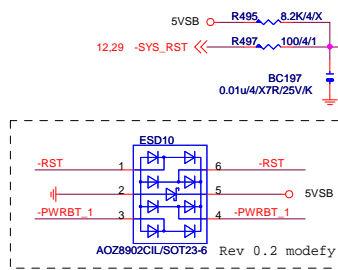 5VSB R495 8.2K/4/X
12,29 -SYS_RST R497 100/4/1
BC197
0.01u/4/X7R/25V/K
ESD10
-RST 1 6 -RST
2 5 5VSB
-PWRBT_1 3 4 -PWRBT_1
AOZ8902CIL/SOT23-6 Rev 0.2 modefy